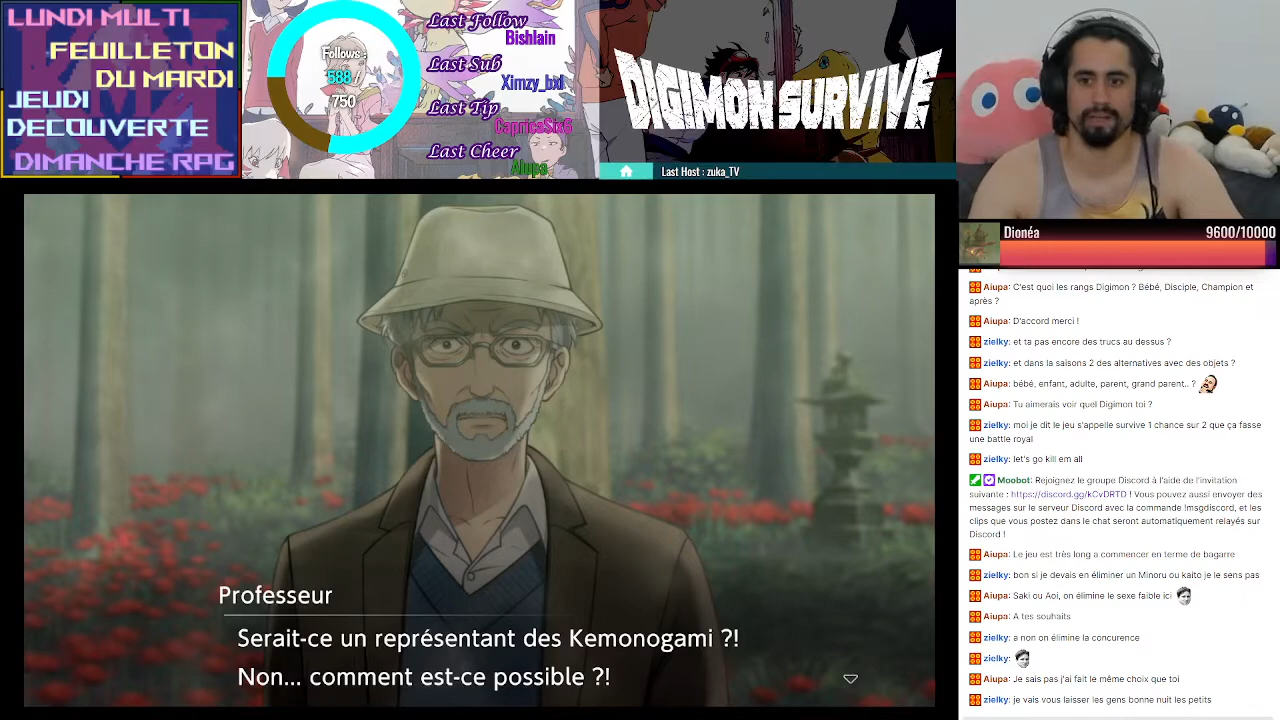 LUNDI MULTI
FEUILLETON
DU MARDI
JEUDI
DECOUVERTE
DIMANCHE RPG
Follows :
588 /
750
Last Follow
Bishlain
Last Sub
Ximzy_bxl
Last Tip
CapricaSix6
Last Cheer
Aiupa
DIGIMON SURVIVE
Last Host : zuka_TV
Dionéa
9600/10000
Aiupa: C'est quoi les rangs Digimon ? Bébé, Disciple, Champion et
après ?
Aiupa: D'accord merci !
zielky: et ta pas encore des trucs au dessus ?
zielky: et dans la saisons 2 des alternatives avec des objets ?
Aiupa: bébé, enfant, adulte, parent, grand parent.. ?
Aiupa: Tu aimerais voir quel Digimon toi ?
zielky: moi je dit le jeu s'appelle survive 1 chance sur 2 que ça fasse
une battle royal
zielky: let's go kill em all
Moobot: Rejoignez le groupe Discord à l'aide de l'invitation
suivante : https://discord.gg/kCvDRTD ! Vous pouvez aussi envoyer des
messages sur le serveur Discord avec la commande !msgdiscord, et les
clips que vous postez dans le chat seront automatiquement relayés sur
Discord !
Aiupa: Le jeu est très long a commencer en terme de bagarre
zielky: bon si je devais en éliminer un Minoru ou kaito je le sens pas
Aiupa: Saki ou Aoi, on élimine le sexe faible ici
Aiupa: A tes souhaits
zielky: a non on élimine la concurence
zielky:
Aiupa: Je sais pas j'ai fait le même choix que toi
zielky: je vais vous laisser les gens bonne nuit les petits
Professeur
Serait-ce un représentant des Kemonogami ?!
Non... comment est-ce possible ?!